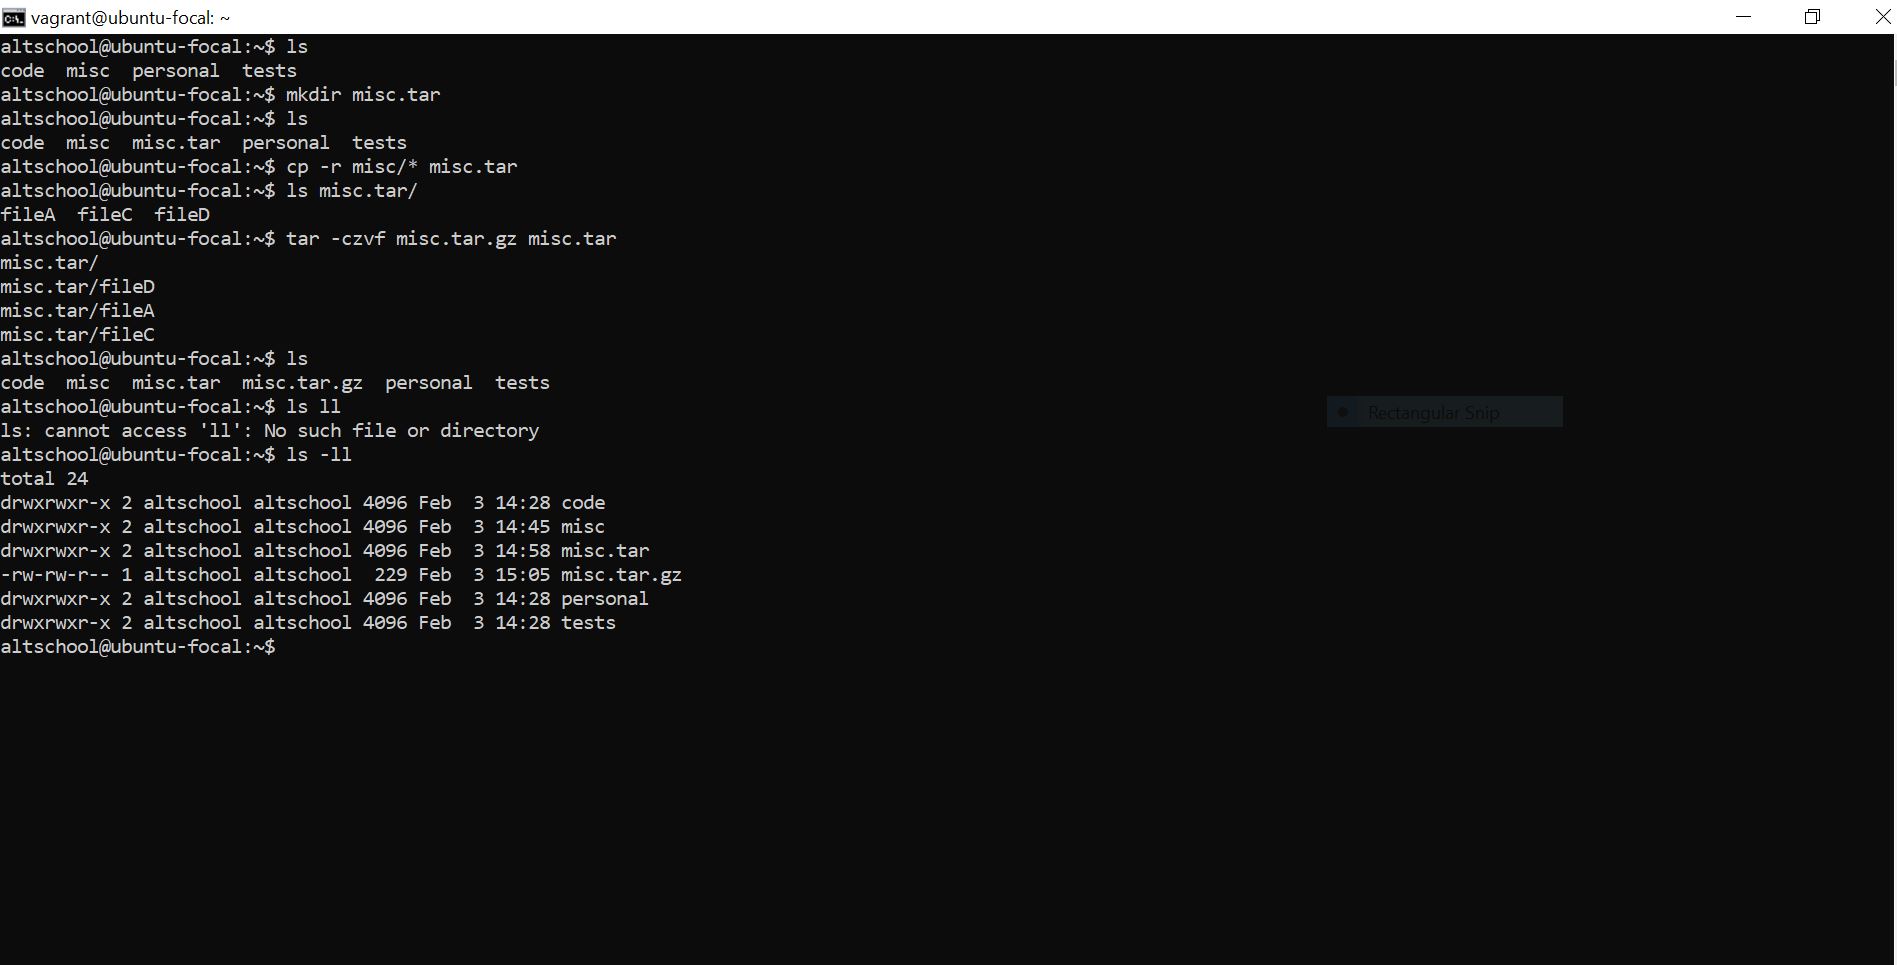 vagrant@ubuntu-focal: ~
altschool@ubuntu-focal:~$ ls
code  misc  personal  tests
altschool@ubuntu-focal:~$ mkdir misc.tar
altschool@ubuntu-focal:~$ ls
code  misc  misc.tar  personal  tests
altschool@ubuntu-focal:~$ cp -r misc/* misc.tar
altschool@ubuntu-focal:~$ ls misc.tar/
fileA  fileC  fileD
altschool@ubuntu-focal:~$ tar -czvf misc.tar.gz misc.tar
misc.tar/
misc.tar/fileD
misc.tar/fileA
misc.tar/fileC
altschool@ubuntu-focal:~$ ls
code  misc  misc.tar  misc.tar.gz  personal  tests
altschool@ubuntu-focal:~$ ls ll
ls: cannot access 'll': No such file or directory
altschool@ubuntu-focal:~$ ls -ll
total 24
drwxrwxr-x 2 altschool altschool 4096 Feb  3 14:28 code
drwxrwxr-x 2 altschool altschool 4096 Feb  3 14:45 misc
drwxrwxr-x 2 altschool altschool 4096 Feb  3 14:58 misc.tar
-rw-rw-r-- 1 altschool altschool  229 Feb  3 15:05 misc.tar.gz
drwxrwxr-x 2 altschool altschool 4096 Feb  3 14:28 personal
drwxrwxr-x 2 altschool altschool 4096 Feb  3 14:28 tests
altschool@ubuntu-focal:~$
Rectangular Snip